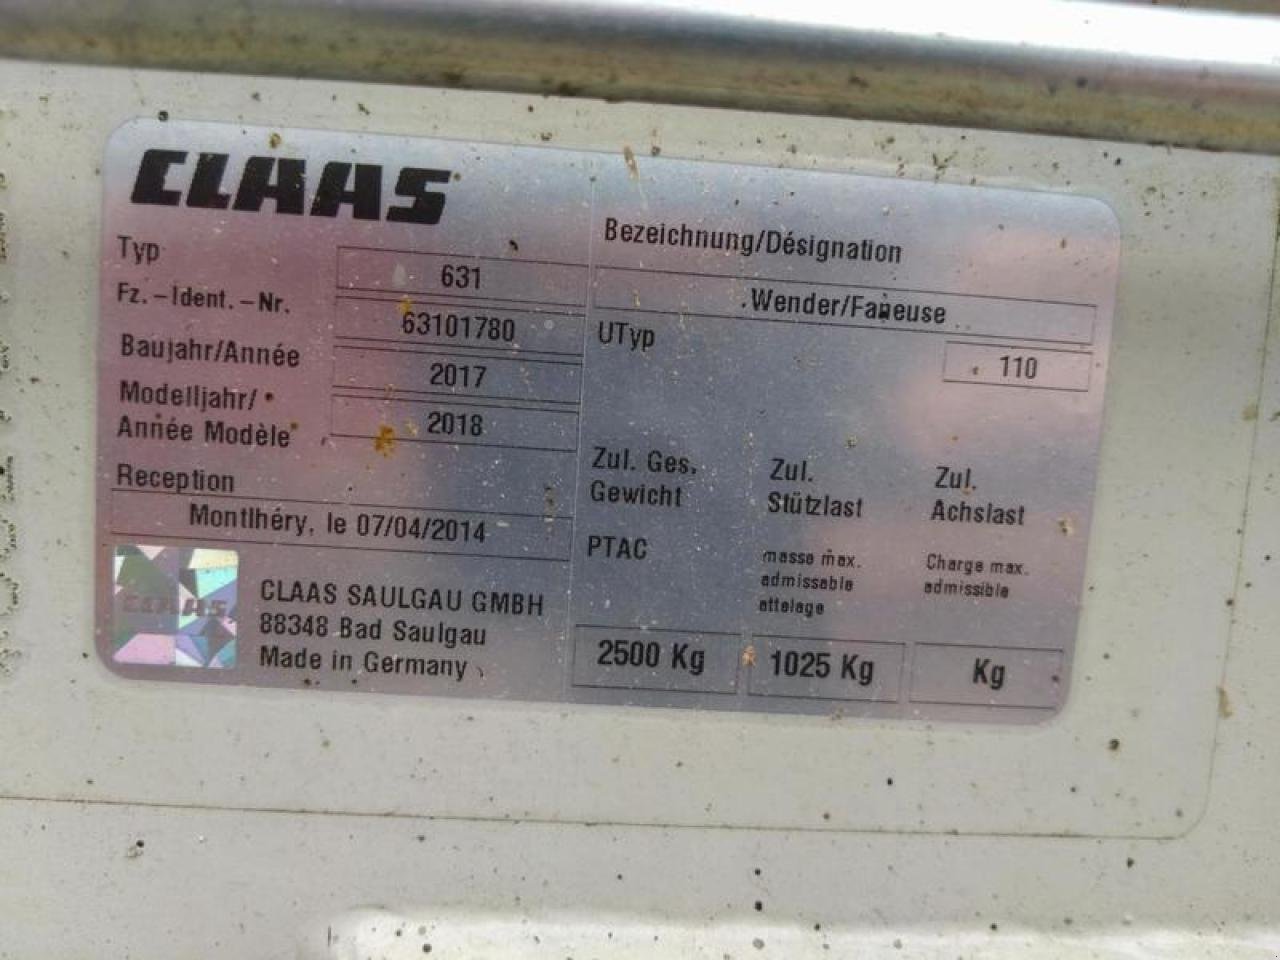 CLAAS
Typ 631
Fz.-Ident.-Nr. 63101780
Baujahr/Année 2017
Modelljahr/
Année Modèle 2018
Reception
Montlhéry, le 07/04/2014
CLAAS
CLAAS SAULGAU GMBH
88348 Bad Saulgau
Made in Germany
Bezeichnung/Désignation
Wender/Faneuse
UTyp 110
Zul. Ges.
Gewicht
PTAC
2500 Kg
Zul.
Stützlast
masse max.
admissable
attelage
1025 Kg
Zul.
Achslast
Charge max.
admissible
Kg